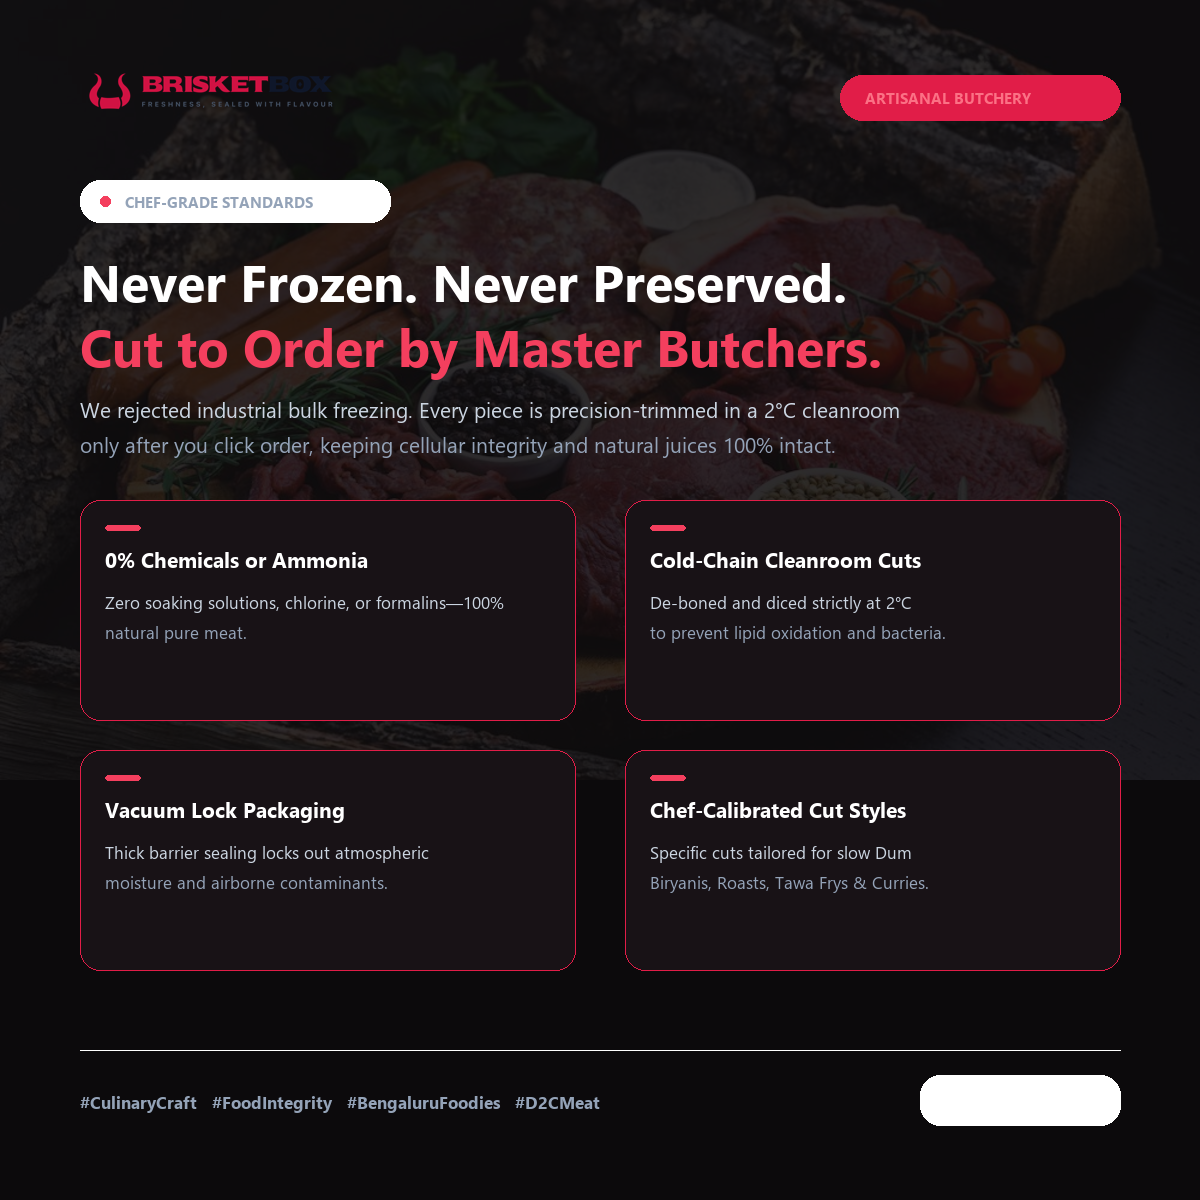 BRISKETBOX
FRESHNESS, SEALED WITH FLAVOUR
ARTISANAL BUTCHERY
CHEF-GRADE STANDARDS
Never Frozen. Never Preserved.
Cut to Order by Master Butchers.
We rejected industrial bulk freezing. Every piece is precision-trimmed in a 2°C cleanroom
only after you click order, keeping cellular integrity and natural juices 100% intact.
0% Chemicals or Ammonia
Zero soaking solutions, chlorine, or formalins—100%
natural pure meat.
Cold-Chain Cleanroom Cuts
De-boned and diced strictly at 2°C
to prevent lipid oxidation and bacteria.
Vacuum Lock Packaging
Thick barrier sealing locks out atmospheric
moisture and airborne contaminants.
Chef-Calibrated Cut Styles
Specific cuts tailored for slow Dum
Biryanis, Roasts, Tawa Frys & Curries.
#CulinaryCraft #FoodIntegrity #BengaluruFoodies #D2CMeat